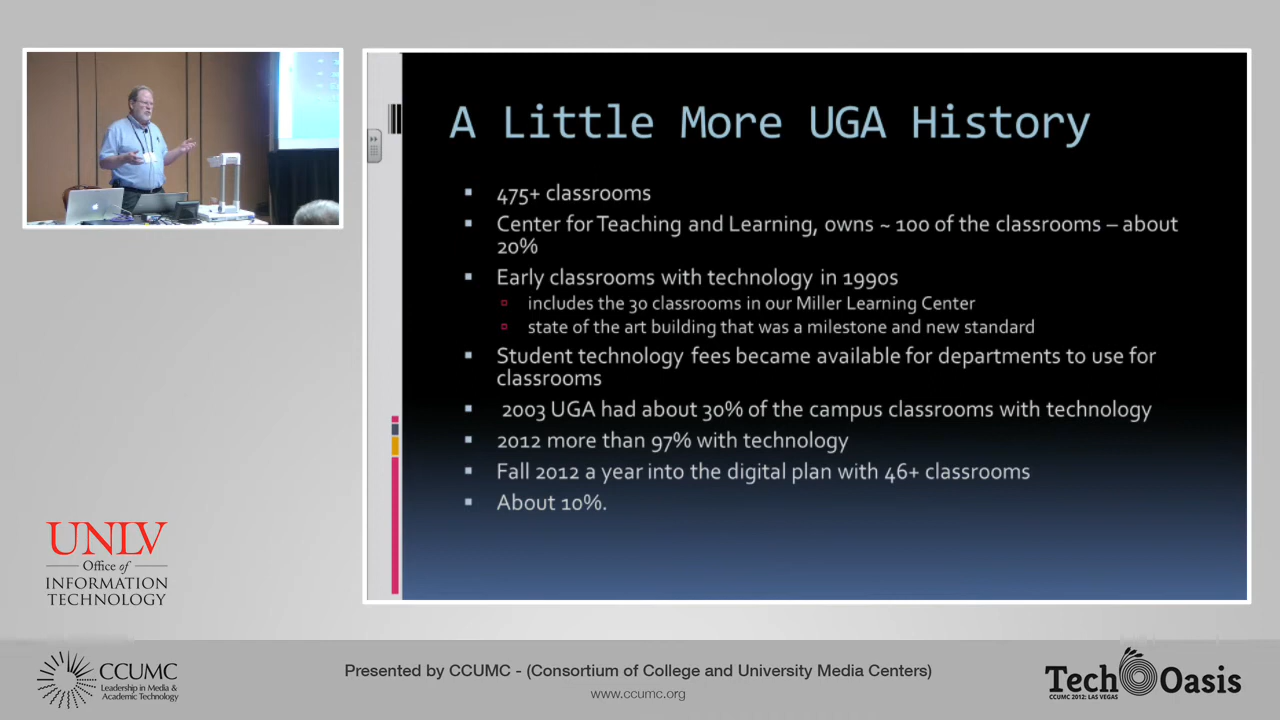 A Little More UGA History
475+ classrooms
Center for Teaching and Learning, owns ~ 100 of the classrooms – about
20%
Early classrooms with technology in 1990s
includes the 30 classrooms in our Miller Learning Center
state of the art building that was a milestone and new standard
Student technology fees became available for departments to use for
classrooms
2003 UGA had about 30% of the campus classrooms with technology
2012 more than 97% with technology
Fall 2012 a year into the digital plan with 46+ classrooms
About 10%.
UNLV
Office of
INFORMATION
TECHNOLOGY
CCUMC
Leadership in Media &
Academic Technology
Presented by CCUMC - (Consortium of College and University Media Centers)
www.ccumc.org
Tech Oasis
CCUMC 2012: LAS VEGAS